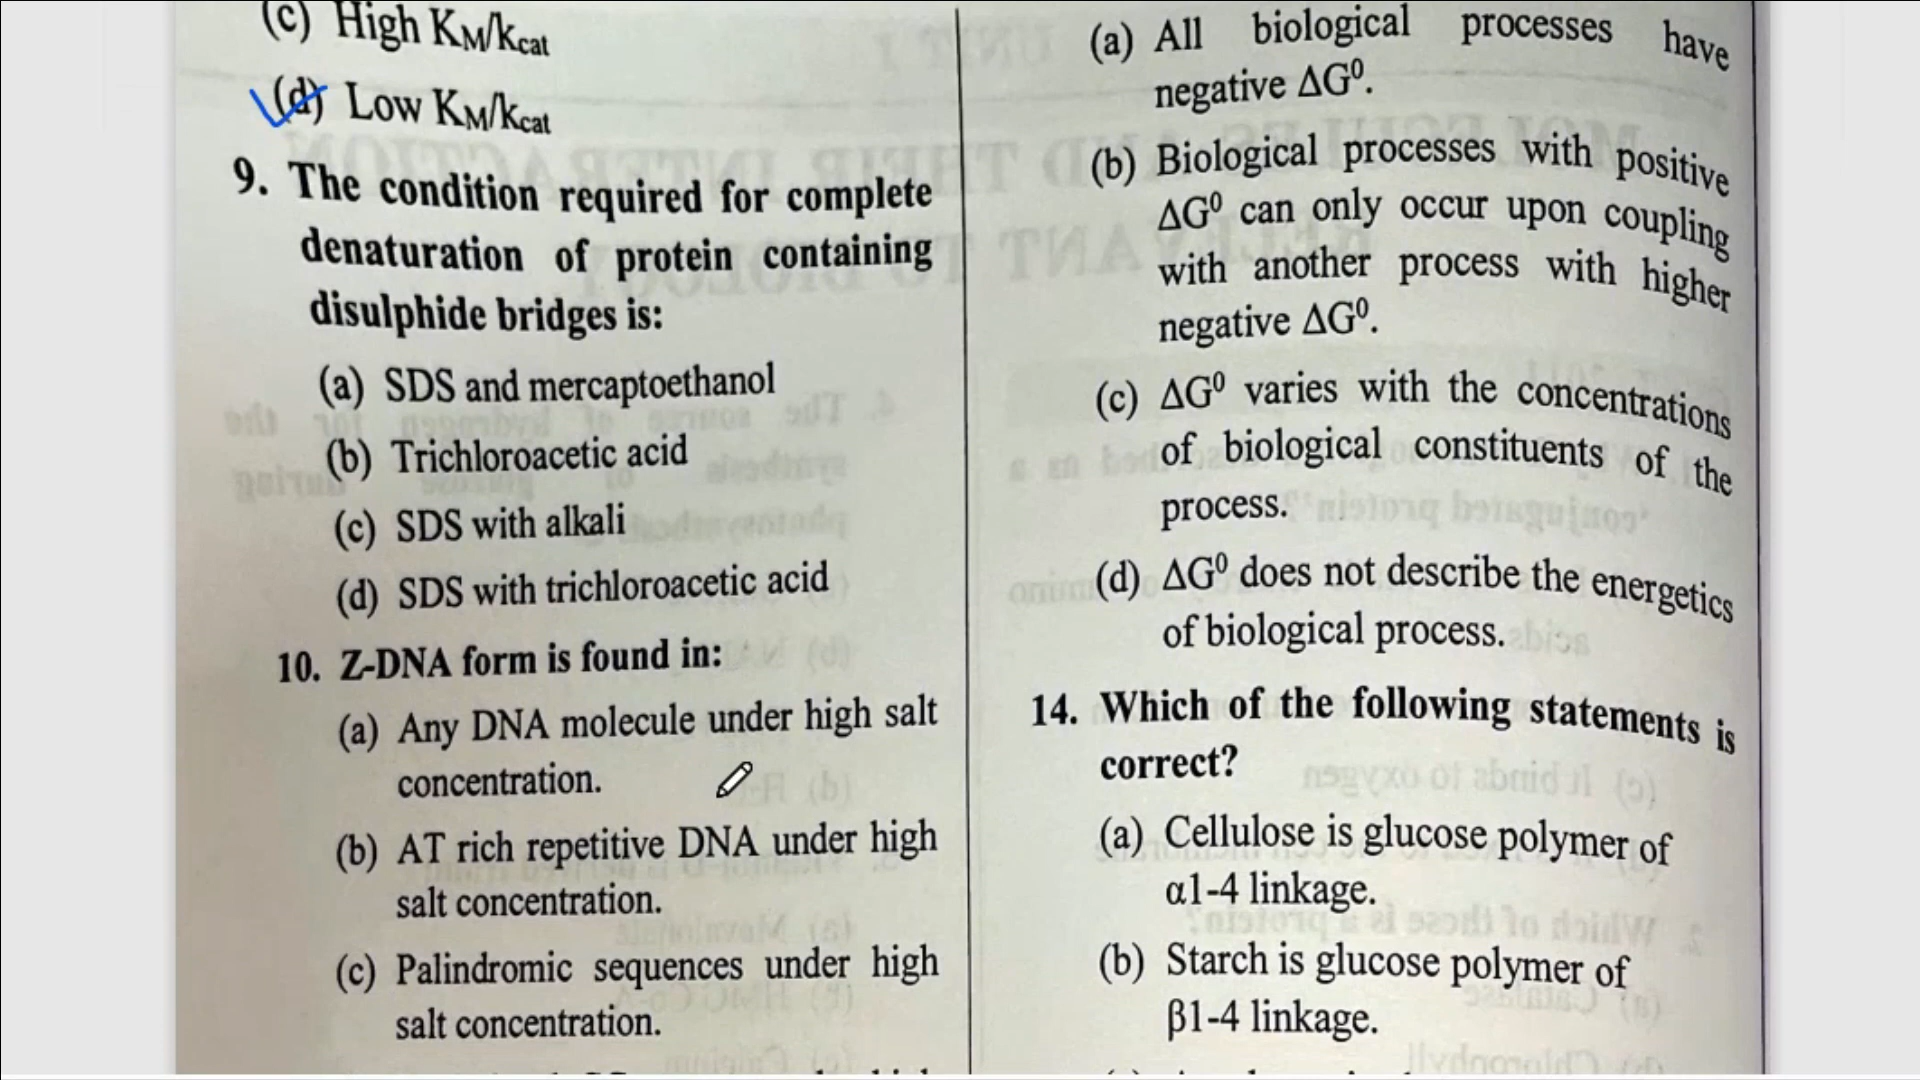 (c) High KM/kcat
(d) Low KM/kcat
9. The condition required for complete
denaturation of protein containing
disulphide bridges is:
(a) SDS and mercaptoethanol
(b) Trichloroacetic acid
(c) SDS with alkali
(d) SDS with trichloroacetic acid
10. Z-DNA form is found in:
(a) Any DNA molecule under high salt
concentration.
(b) AT rich repetitive DNA under high
salt concentration.
(c) Palindromic sequences under high
salt concentration.
(a) All biological processes have
negative ΔG⁰.
(b) Biological processes with positive
ΔG⁰ can only occur upon coupling
with another process with higher
negative ΔG⁰.
(c) ΔG⁰ varies with the concentrations
of biological constituents of the
process.
(d) ΔG⁰ does not describe the energetics
of biological process.
14. Which of the following statements is
correct?
(a) Cellulose is glucose polymer of
α1-4 linkage.
(b) Starch is glucose polymer of
β1-4 linkage.